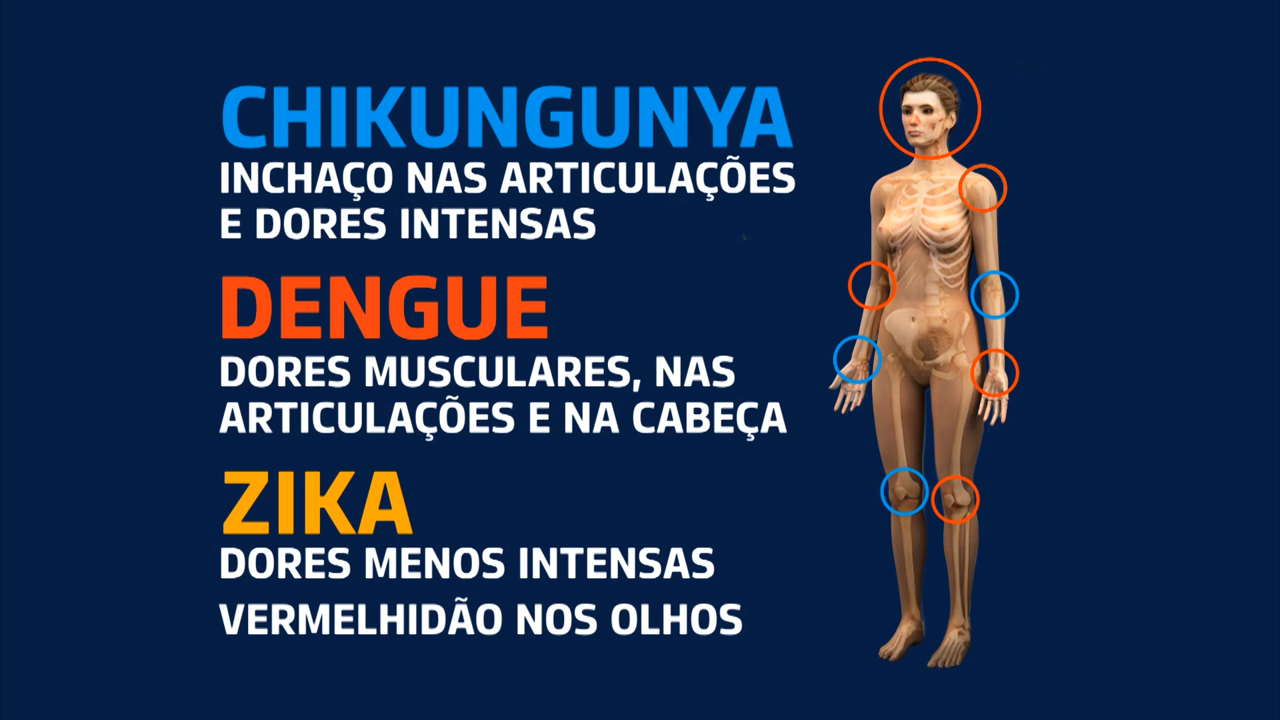 CHIKUNGUNYA
INCHAÇO NAS ARTICULAÇÕES
E DORES INTENSAS
DENGUE
DORES MUSCULARES, NAS
ARTICULAÇÕES E NA CABEÇA
ZIKA
DORES MENOS INTENSAS
VERMELHIDÃO NOS OLHOS